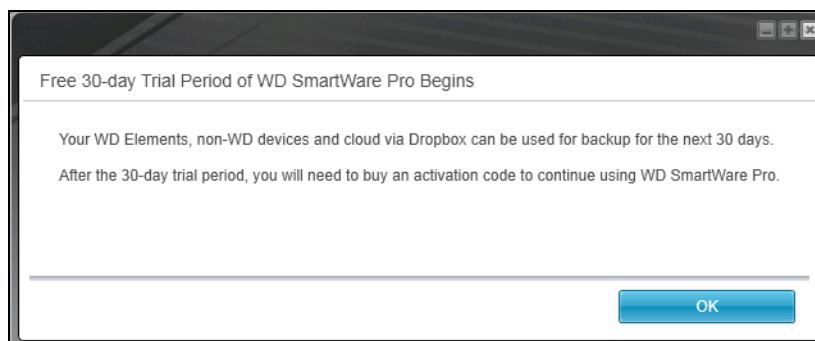 Free 30-day Trial Period of WD SmartWare Pro Begins
Your WD Elements, non-WD devices and cloud via Dropbox can be used for backup for the next 30 days.
After the 30-day trial period, you will need to buy an activation code to continue using WD SmartWare Pro.
OK